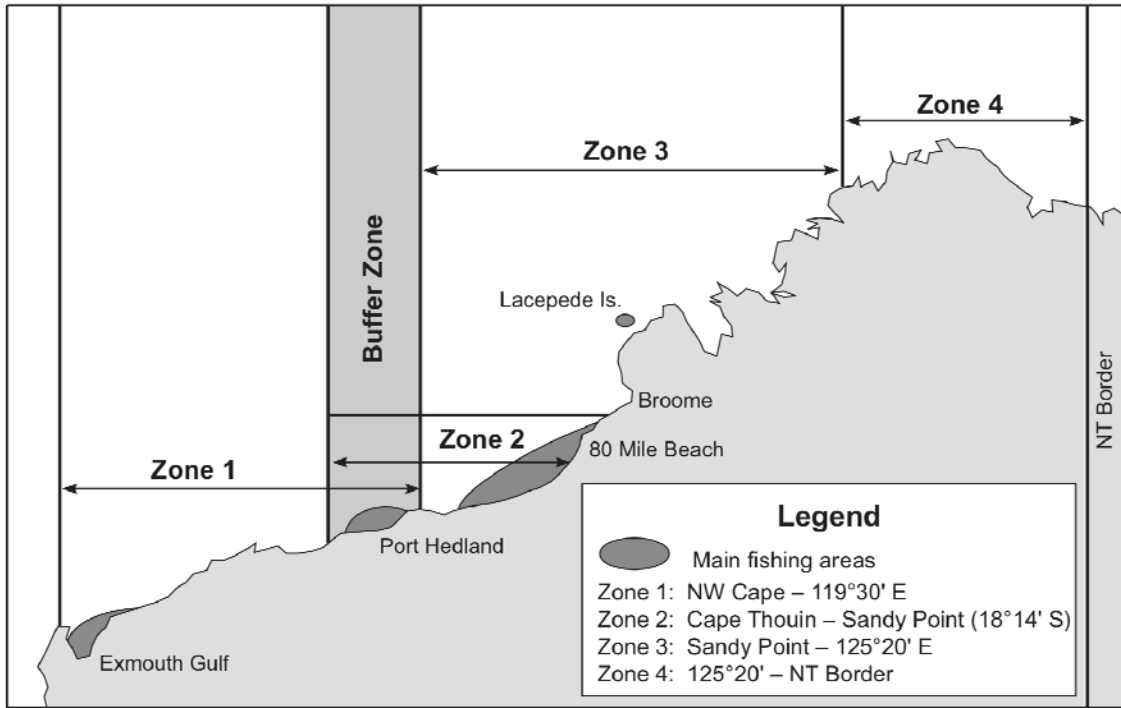 Zone 4
Zone 3
Buffer Zone
Lacepede Is.
Broome
NT Border
Zone 2
80 Mile Beach
Zone 1
Port Hedland
Exmouth Gulf
Legend
Main fishing areas
Zone 1: NW Cape – 119°30' E
Zone 2: Cape Thouin – Sandy Point (18°14' S)
Zone 3: Sandy Point – 125°20' E
Zone 4: 125°20' – NT Border